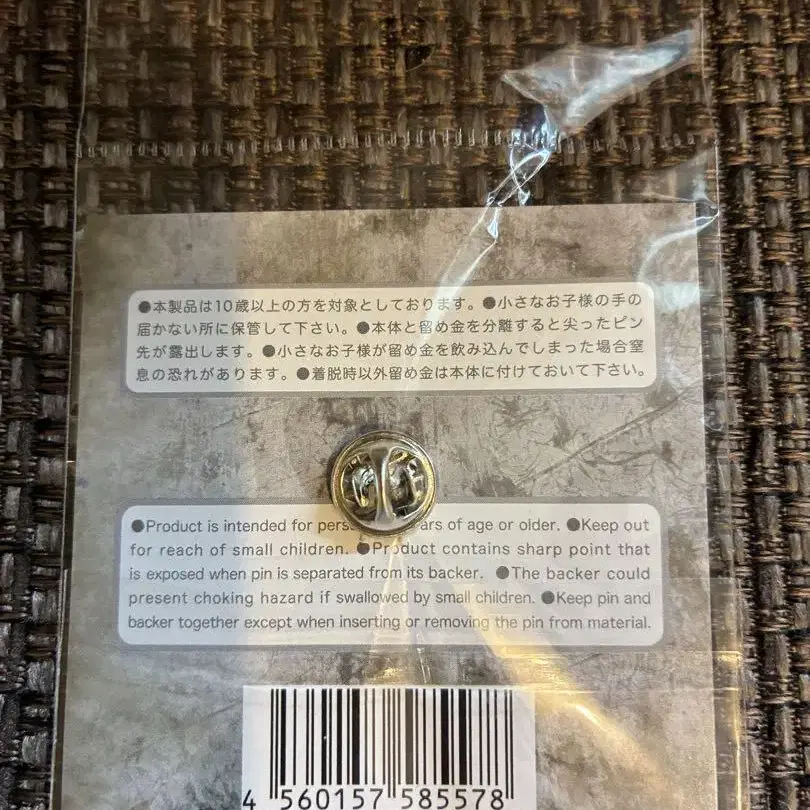 ●本製品は10歳以上の方を対象としております。●小さなお子様の手の
届かない所に保管して下さい。●本体と留め金を分離すると尖ったピン
先が露出します。●小さなお子様が留め金を飲み込んでしまった場合窒
息の恐れがあります。●着脱時以外留め金は本体に付けておいて下さい。
●Product is intended for pers ars of age or older. ●Keep out
for reach of small children. ●Product contains sharp point that
is exposed when pin is separated from its backer. ●The backer could
present choking hazard if swallowed by small children. ●Keep pin and
backer together except when inserting or removing the pin from material.
4 560157 585578